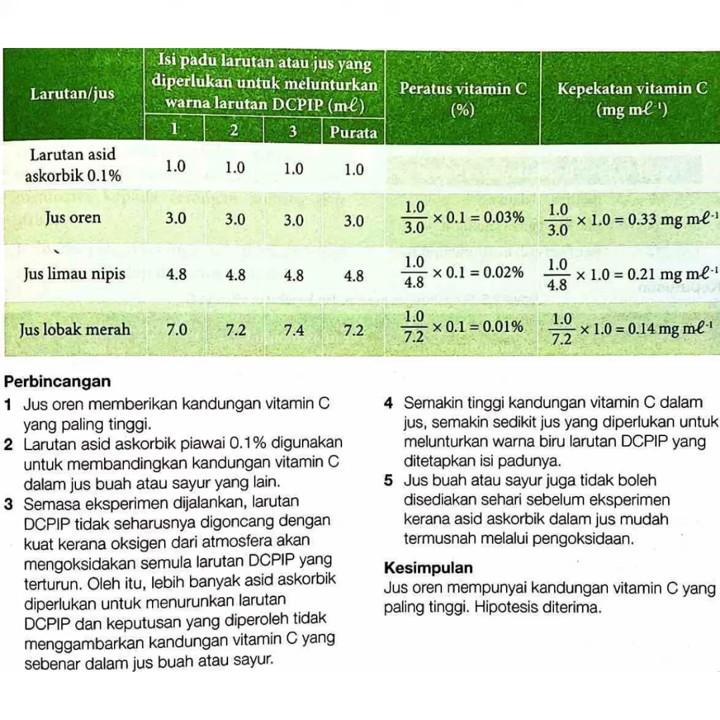 Larutan/jus
Isi padu larutan atau jus yang
diperlukan untuk melunturkan
warna larutan DCPIP (mℓ)
1 2 3 Purata
Peratus vitamin C
(%)
Kepekatan vitamin C
(mg mℓ⁻¹)
Larutan asid
askorbik 0.1%
1.0 1.0 1.0 1.0
Jus oren 3.0 3.0 3.0 3.0 1.0/3.0 × 0.1 = 0.03% 1.0/3.0 × 1.0 = 0.33 mg mℓ⁻¹
Jus limau nipis 4.8 4.8 4.8 4.8 1.0/4.8 × 0.1 = 0.02% 1.0/4.8 × 1.0 = 0.21 mg mℓ⁻¹
Jus lobak merah 7.0 7.2 7.4 7.2 1.0/7.2 × 0.1 = 0.01% 1.0/7.2 × 1.0 = 0.14 mg mℓ⁻¹
Perbincangan
1 Jus oren memberikan kandungan vitamin C
yang paling tinggi.
2 Larutan asid askorbik piawai 0.1% digunakan
untuk membandingkan kandungan vitamin C
dalam jus buah atau sayur yang lain.
3 Semasa eksperimen dijalankan, larutan
DCPIP tidak seharusnya digoncang dengan
kuat kerana oksigen dari atmosfera akan
mengoksidakan semula larutan DCPIP yang
terturun. Oleh itu, lebih banyak asid askorbik
diperlukan untuk menurunkan larutan
DCPIP dan keputusan yang diperoleh tidak
menggambarkan kandungan vitamin C yang
sebenar dalam jus buah atau sayur.
4 Semakin tinggi kandungan vitamin C dalam
jus, semakin sedikit jus yang diperlukan untuk
melunturkan warna biru larutan DCPIP yang
ditetapkan isi padunya.
5 Jus buah atau sayur juga tidak boleh
disediakan sehari sebelum eksperimen
kerana asid askorbik dalam jus mudah
termusnah melalui pengoksidaan.
Kesimpulan
Jus oren mempunyai kandungan vitamin C yang
paling tinggi. Hipotesis diterima.